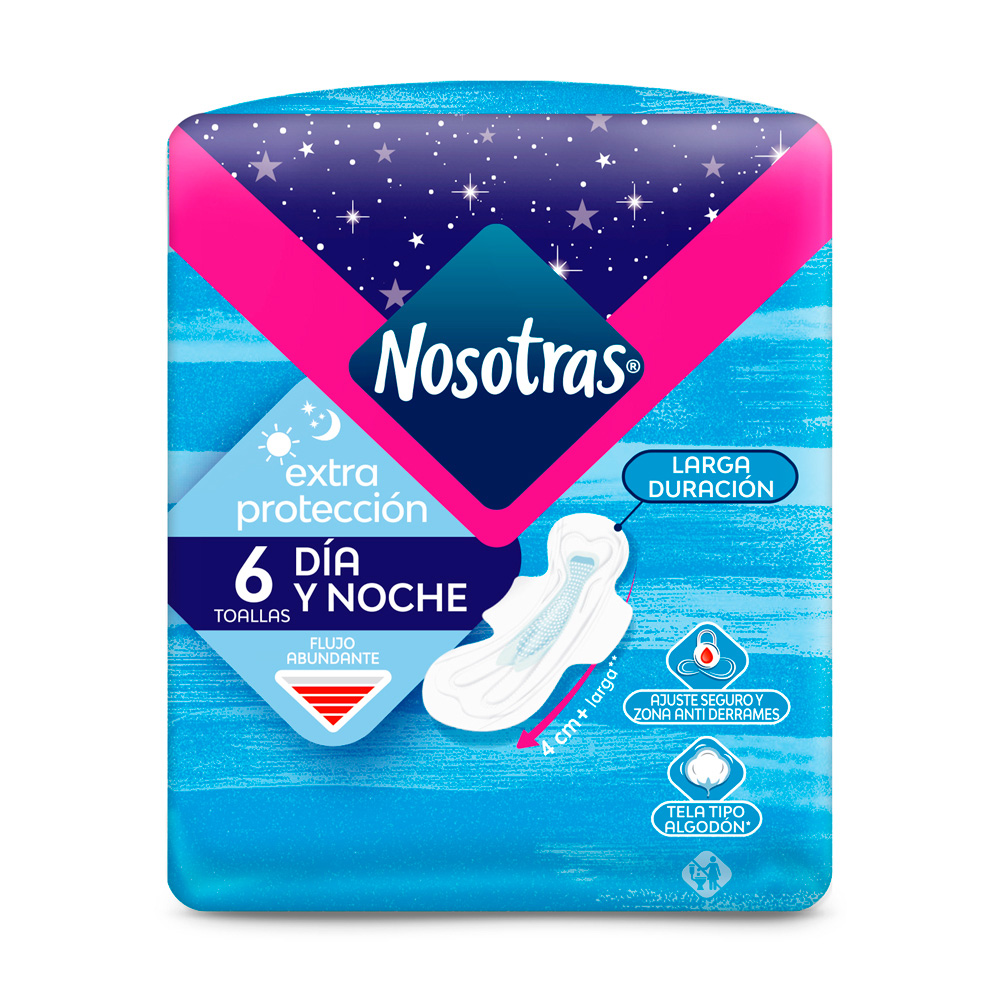 Nosotras®
extra
protección
6
TOALLAS
DÍA
Y NOCHE
FLUJO
ABUNDANTE
LARGA
DURACIÓN
4 cm + larga**
AJUSTE SEGURO Y
ZONA ANTI DERRAMES
TELA TIPO
ALGODÓN*